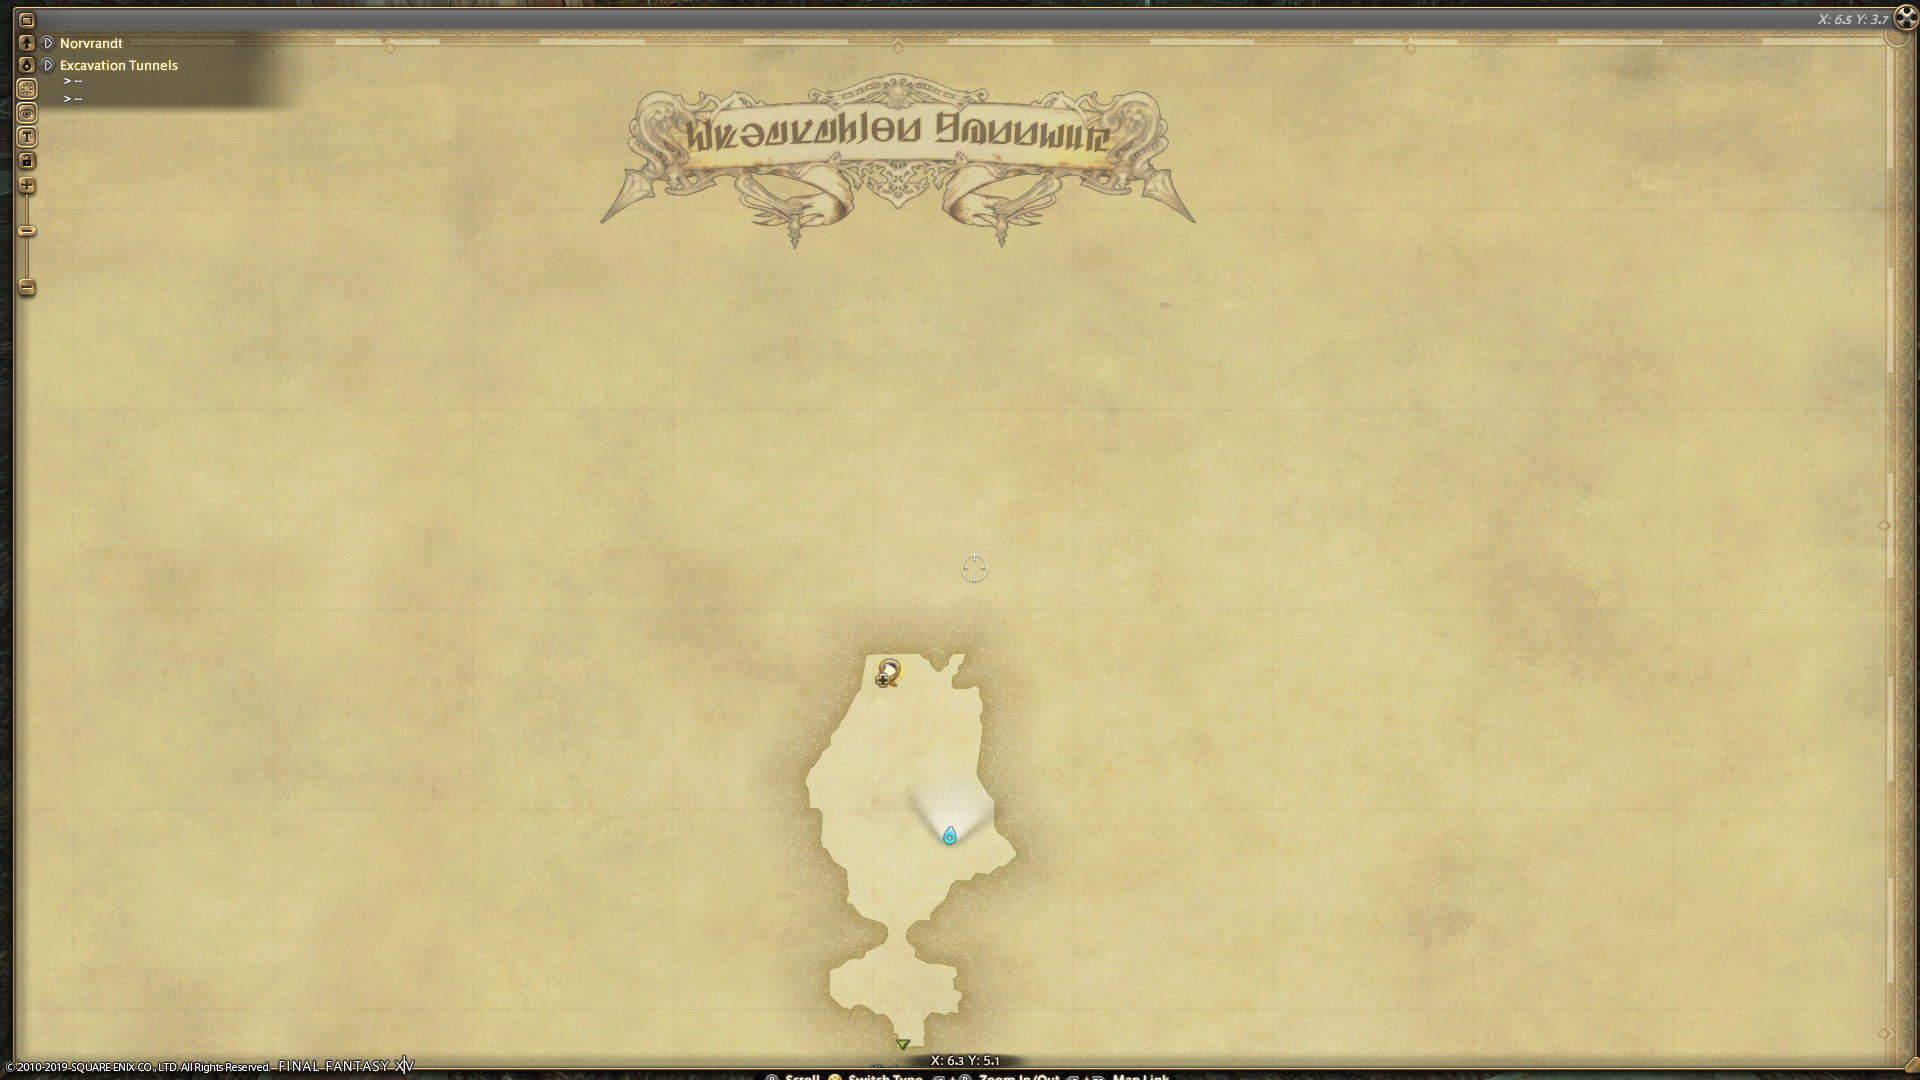 X: 6.5 Y: 3.7
Norvrandt
Excavation Tunnels
> --
> --
T
X: 6.3 Y: 5.1
© 2010-2019 SQUARE ENIX CO., LTD. All Rights Reserved. FINAL FANTASY XIV
Scroll Switch Type Zoom In/Out Map Link